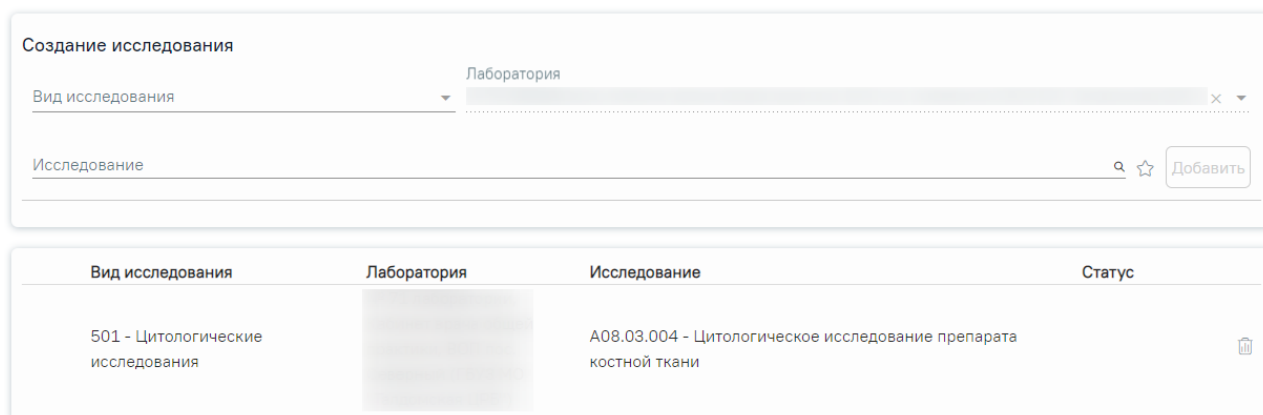 Создание исследования
Лаборатория
Вид исследования
Исследование
Добавить
Вид исследования Лаборатория Исследование Статус
501 - Цитологические
исследования
A08.03.004 - Цитологическое исследование препарата
костной ткани